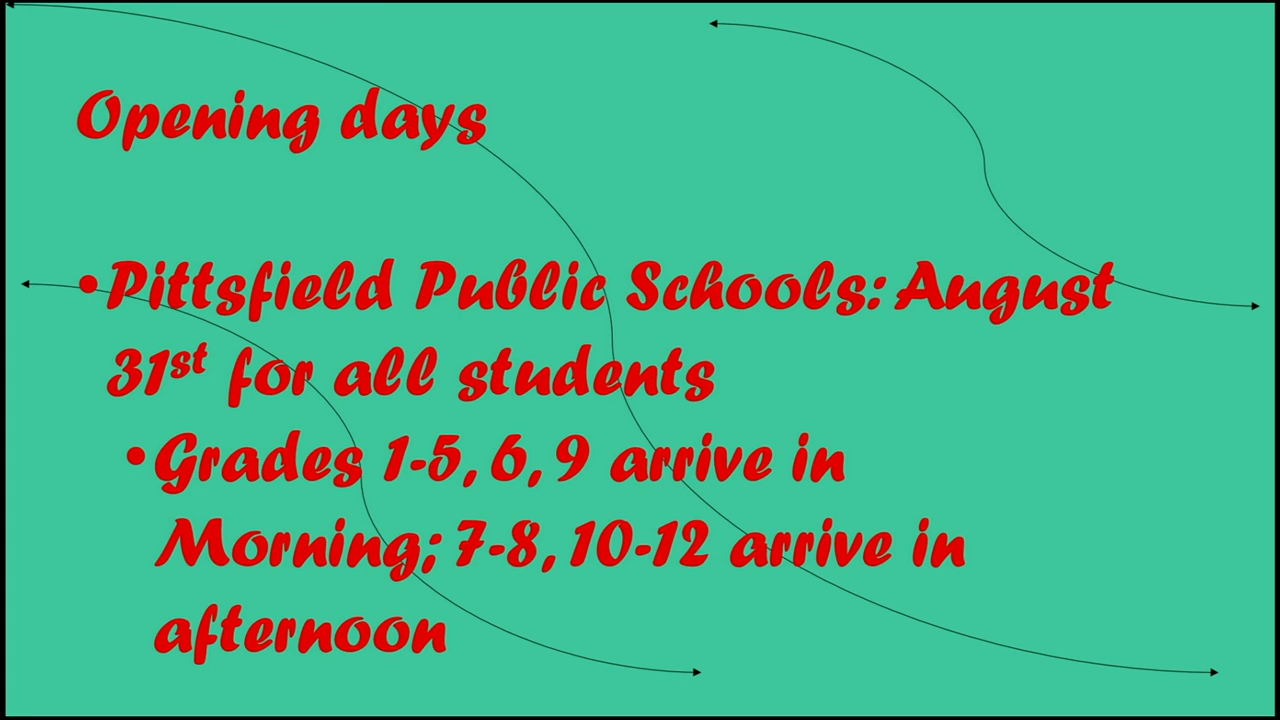 Opening days
•Pittsfield Public Schools: August
31st for all students
•Grades 1-5, 6, 9 arrive in
Morning; 7-8, 10-12 arrive in
afternoon